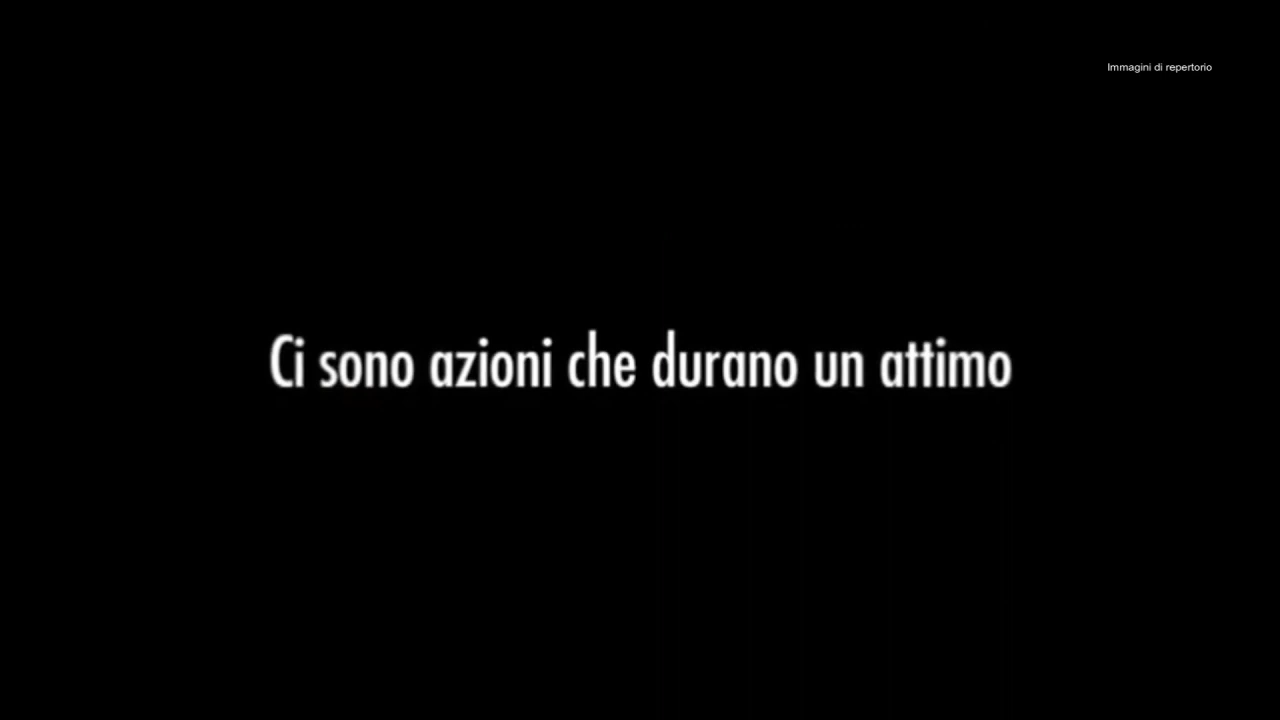 Immagini di repertorio
Ci sono azioni che durano un attimo